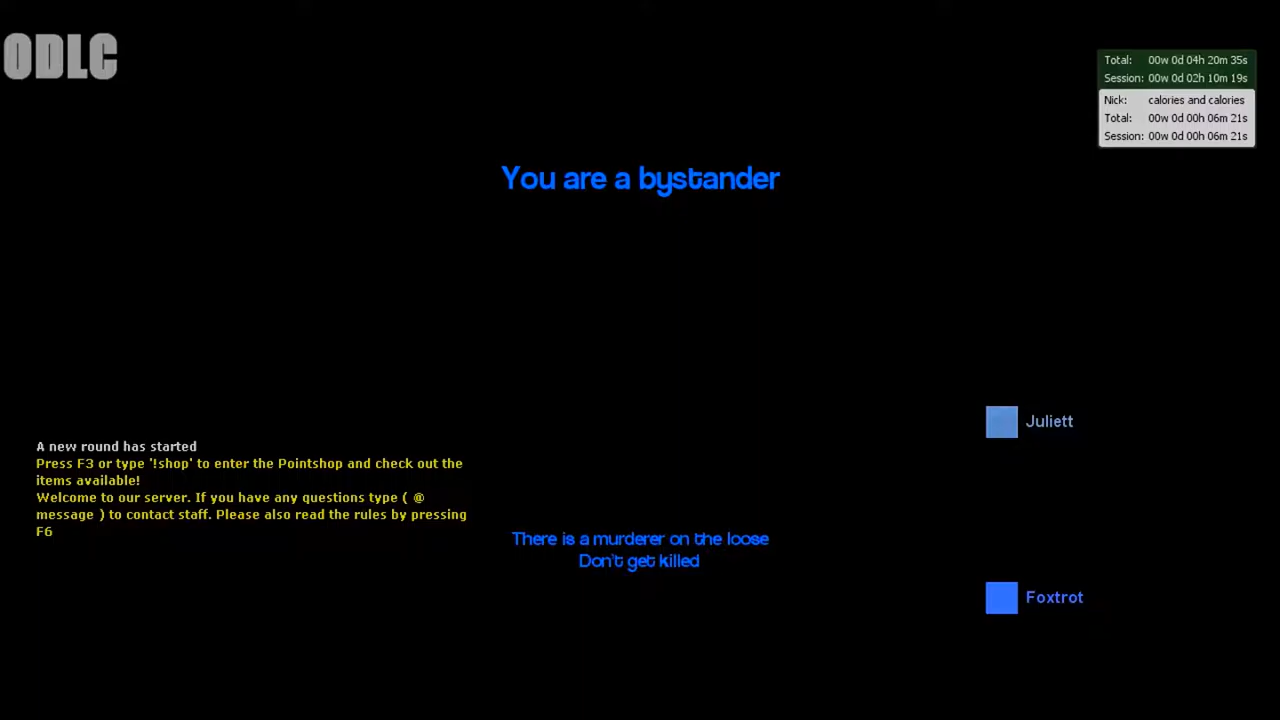 ODLC
Total: 00w 0d 04h 20m 35s
Session: 00w 0d 02h 10m 19s
Nick: calories and calories
Total: 00w 0d 00h 06m 21s
Session: 00w 0d 00h 06m 21s
You are a bystander
Juliett
A new round has started
Press F3 or type '!shop' to enter the Pointshop and check out the
items available!
Welcome to our server. If you have any questions type ( @
message ) to contact staff. Please also read the rules by pressing
F6
There is a murderer on the loose
Don't get killed
Foxtrot